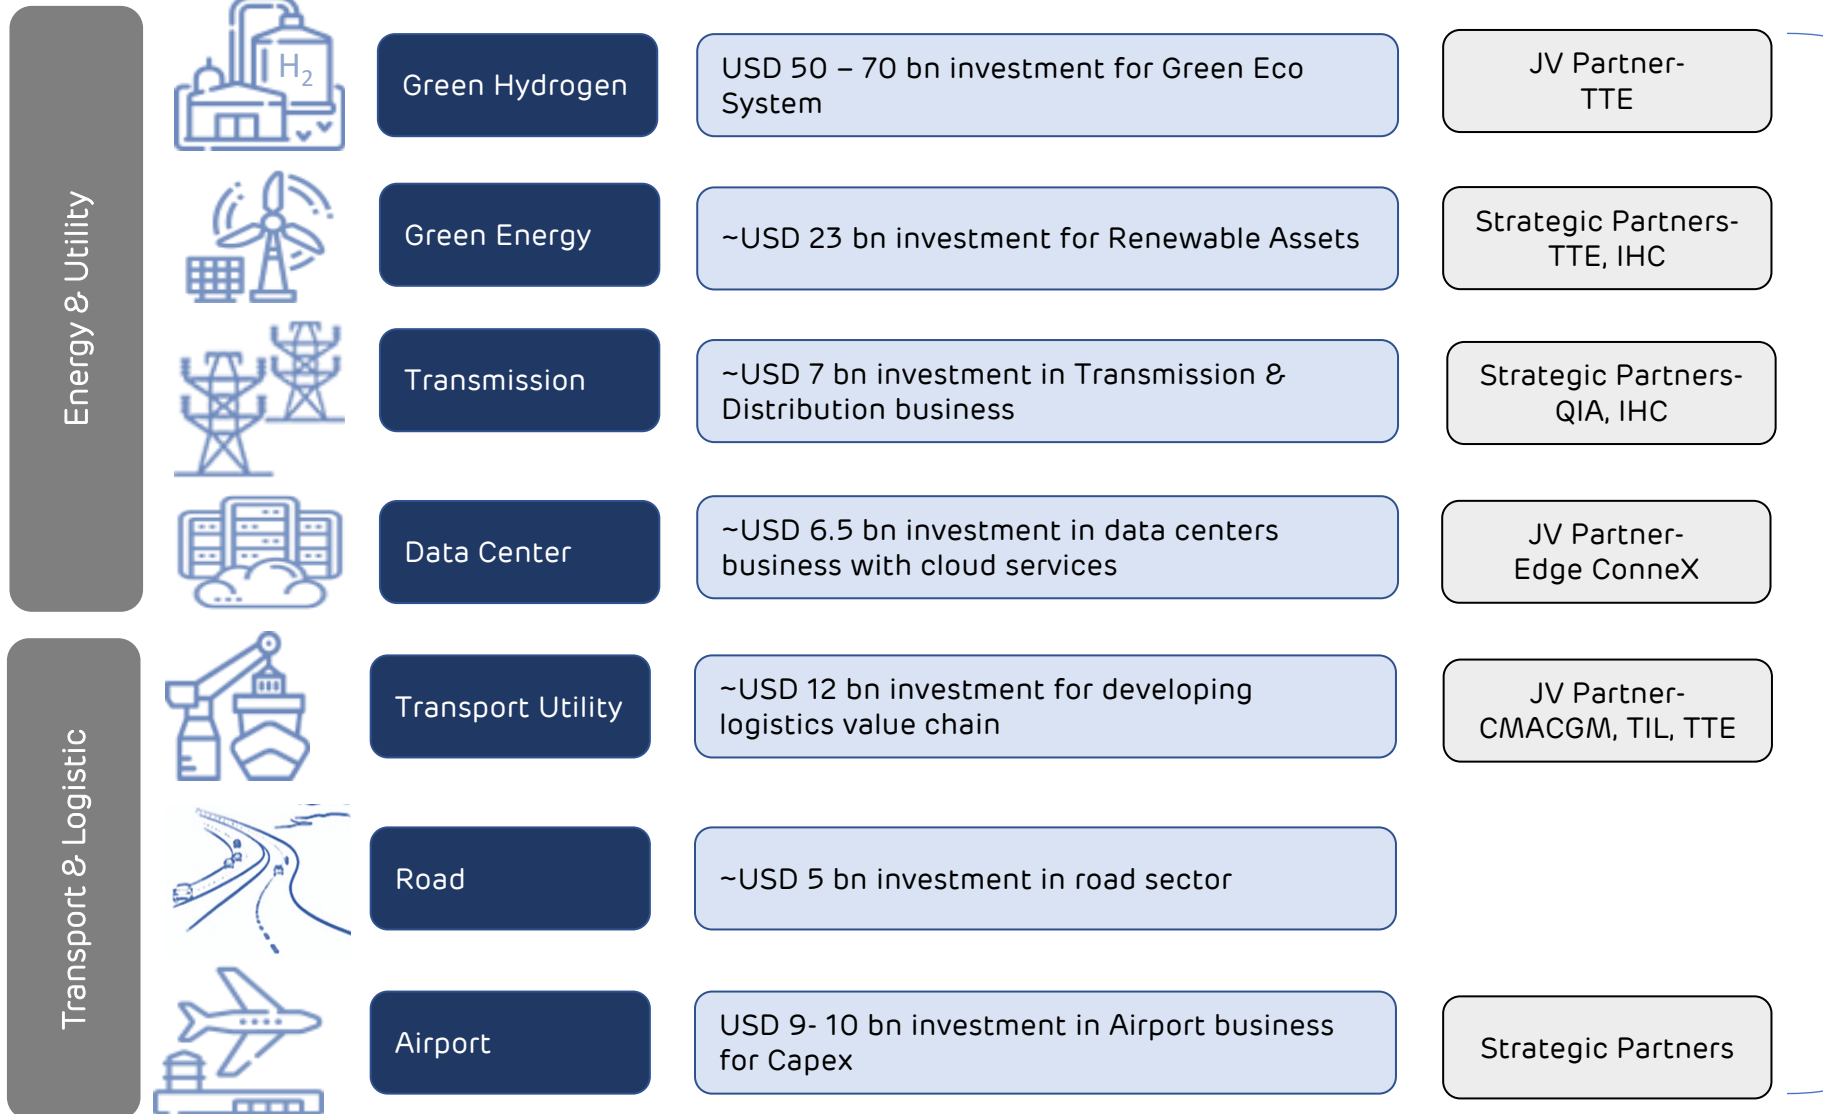 Energy & Utility
H2
Green Hydrogen
USD 50 – 70 bn investment for Green Eco
System
JV Partner-
TTE
Green Energy
~USD 23 bn investment for Renewable Assets
Strategic Partners-
TTE, IHC
Transmission
~USD 7 bn investment in Transmission &
Distribution business
Strategic Partners-
QIA, IHC
Data Center
~USD 6.5 bn investment in data centers
business with cloud services
JV Partner-
Edge ConneX
Transport & Logistic
Transport Utility
~USD 12 bn investment for developing
logistics value chain
JV Partner-
CMACGM, TIL, TTE
Road
~USD 5 bn investment in road sector
Airport
USD 9- 10 bn investment in Airport business
for Capex
Strategic Partners